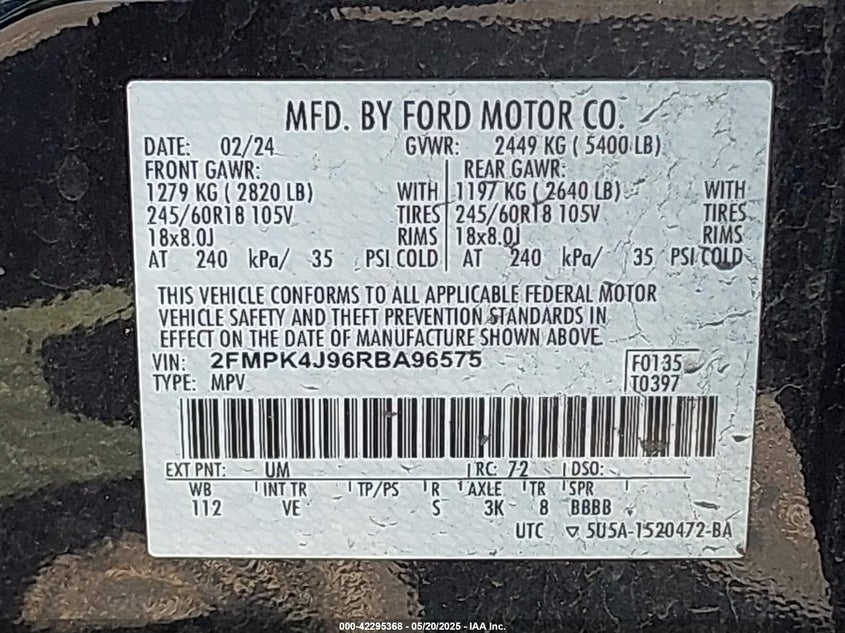 MFD. BY FORD MOTOR CO.
DATE: 02/24 GVWR: 2449 KG ( 5400 LB)
FRONT GAWR: REAR GAWR:
1279 KG ( 2820 LB) WITH 1197 KG ( 2640 LB) WITH
245/60R18 105V TIRES 245/60R18 105V TIRES
18x8.0J RIMS 18x8.0J RIMS
AT 240 kPa/ 35 PSI COLD AT 240 kPa/ 35 PSI COLD
THIS VEHICLE CONFORMS TO ALL APPLICABLE FEDERAL MOTOR
VEHICLE SAFETY AND THEFT PREVENTION STANDARDS IN
EFFECT ON THE DATE OF MANUFACTURE SHOWN ABOVE.
VIN: 2FMPK4J96RBA96575 F0135
TYPE: MPV T0397
EXT PNT: UM RC: 72 DSO:
WB INT TR TP/PS R AXLE TR SPR
112 VE S 3K 8 BBBB
UTC ▽ 5U5A-1520472-BA
000-42295368 | 05/20/2025 - IAA Inc.